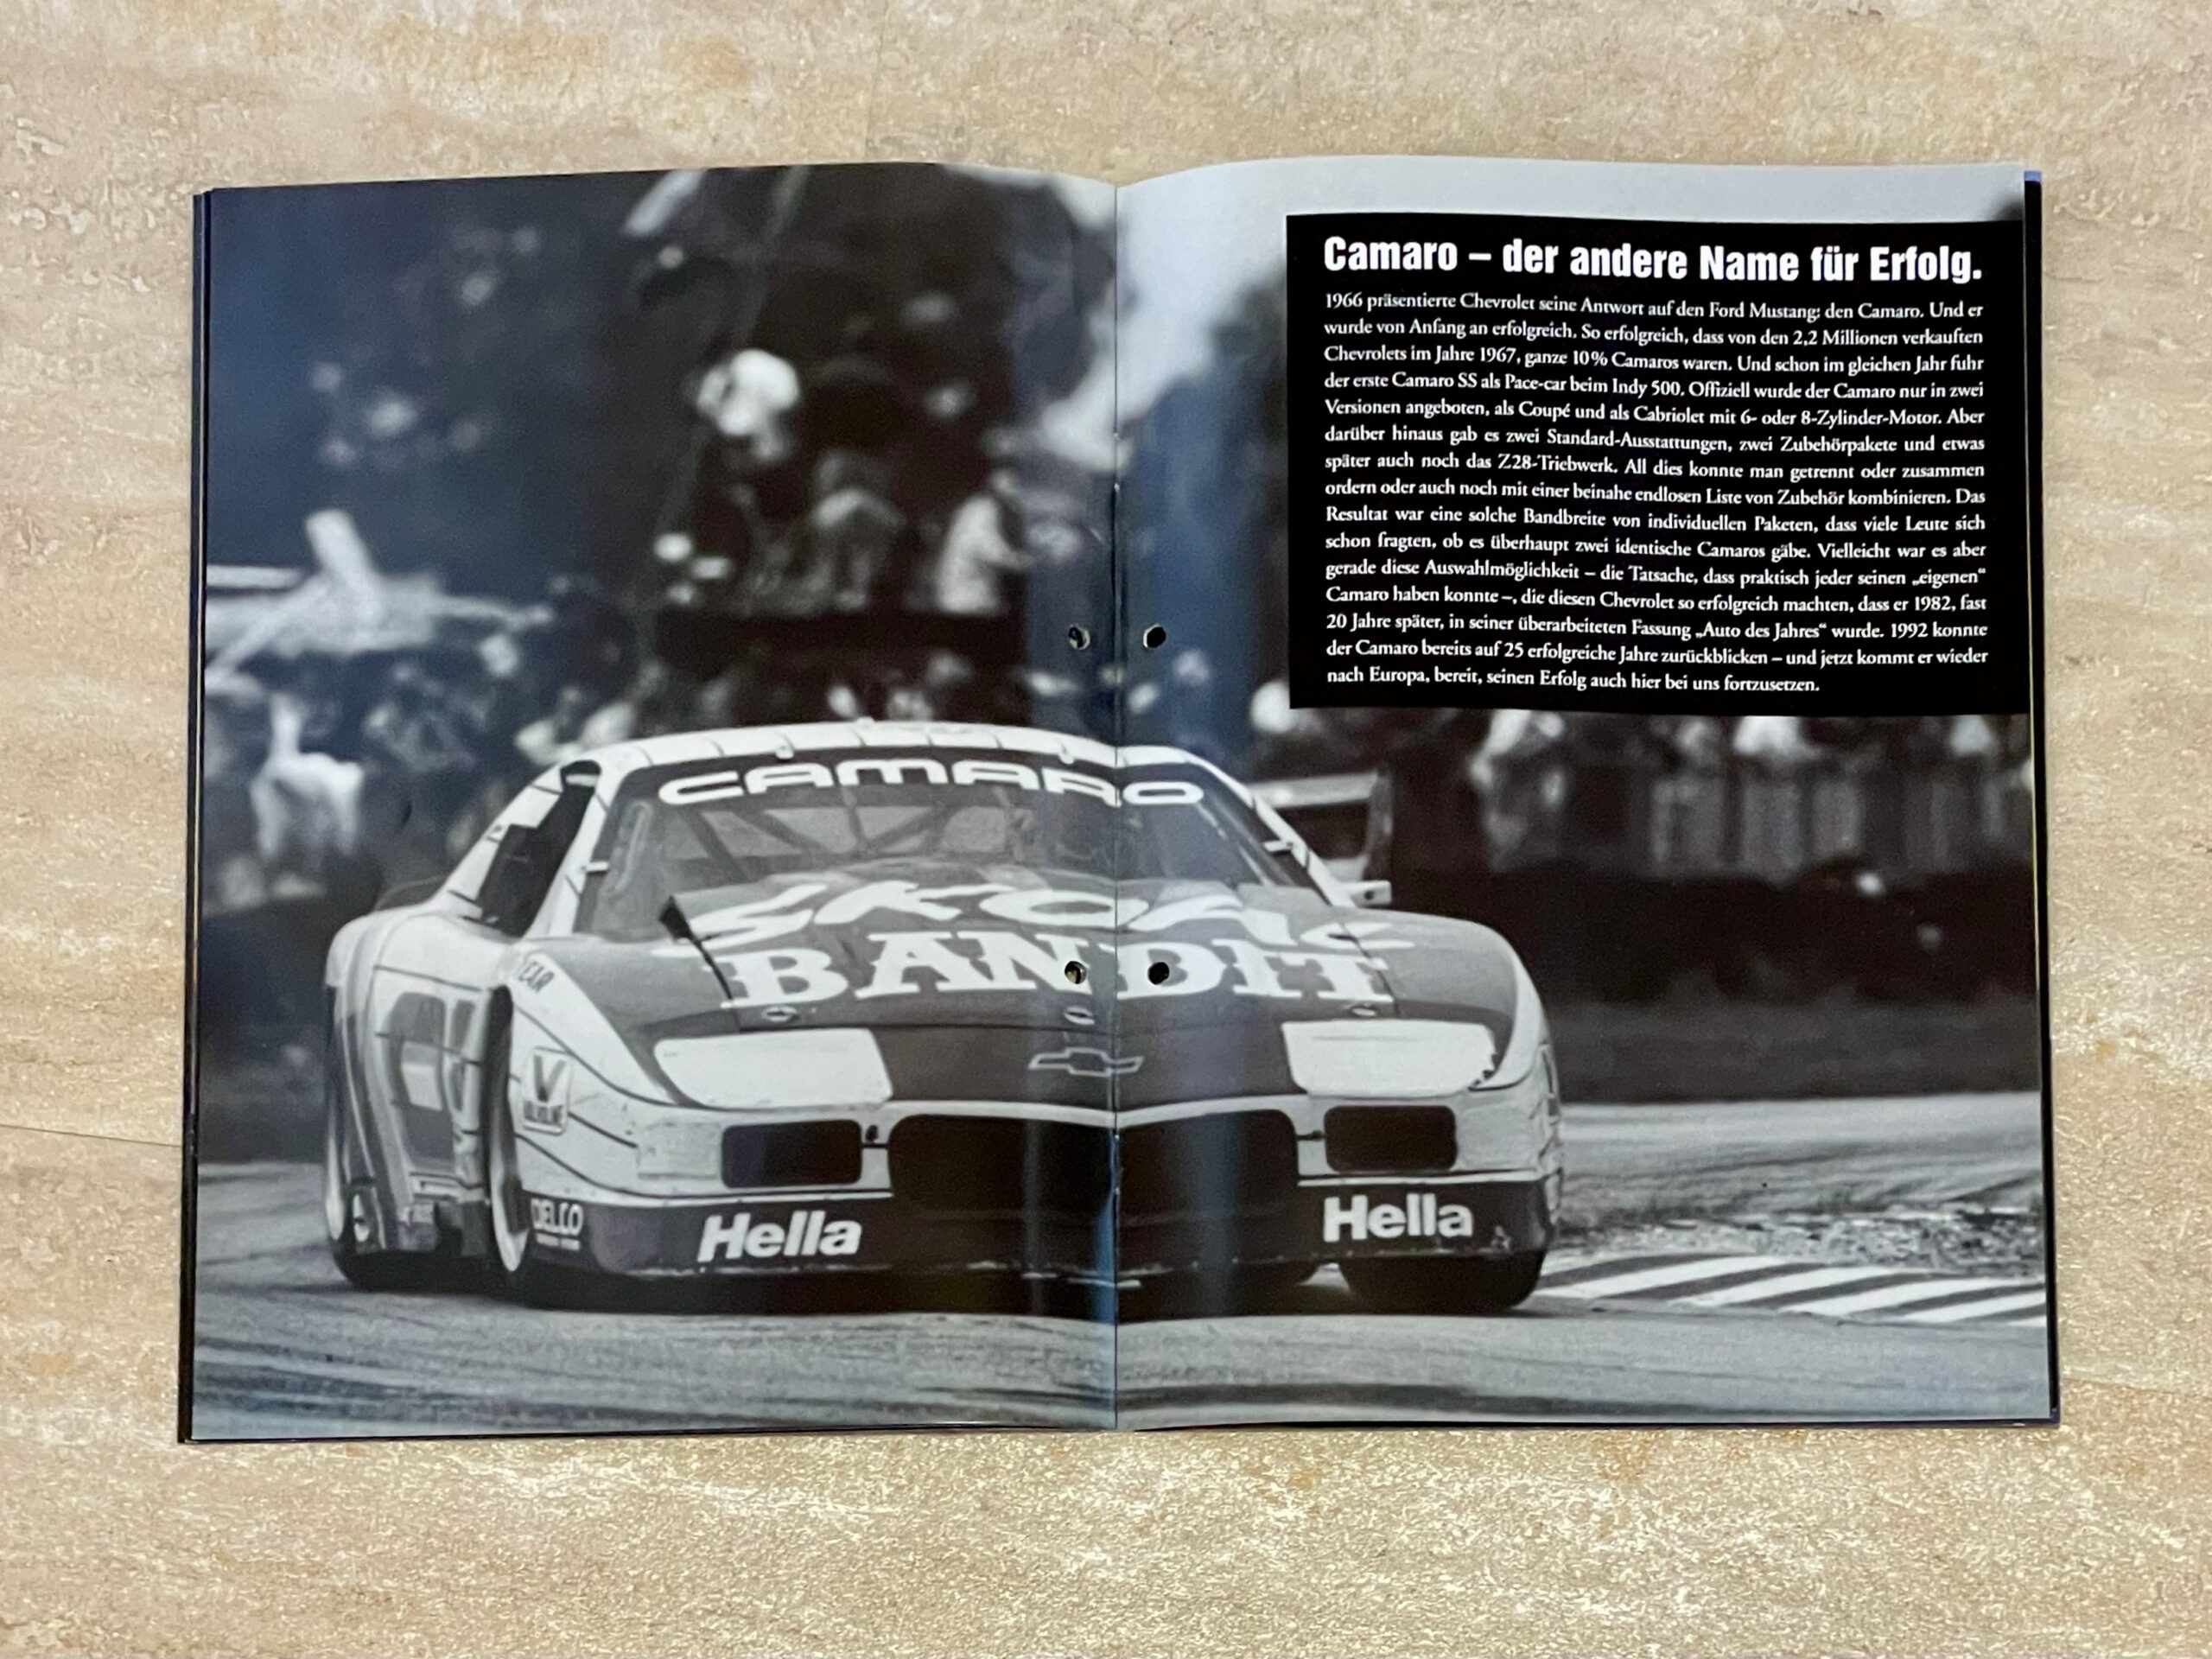 Camaro – der andere Name für Erfolg.
1966 präsentierte Chevrolet seine Antwort auf den Ford Mustang: den Camaro. Und er
wurde von Anfang an erfolgreich. So erfolgreich, dass von den 2,2 Millionen verkauften
Chevrolets im Jahre 1967, ganze 10% Camaros waren. Und schon im gleichen Jahr fuhr
der erste Camaro SS als Pace-car beim Indy 500. Offiziell wurde der Camaro nur in zwei
Versionen angeboten, als Coupé und als Cabriolet mit 6- oder 8-Zylinder-Motor. Aber
darüber hinaus gab es zwei Standard-Ausstattungen, zwei Zubehörpakete und etwas
später auch noch das Z28-Triebwerk. All dies konnte man getrennt oder zusammen
ordern oder auch noch mit einer beinahe endlosen Liste von Zubehör kombinieren. Das
Resultat war eine solche Bandbreite von individuellen Paketen, dass viele Leute sich
schon fragten, ob es überhaupt zwei identische Camaros gäbe. Vielleicht war es aber
gerade diese Auswahlmöglichkeit – die Tatsache, dass praktisch jeder seinen „eigenen“
Camaro haben konnte –, die diesen Chevrolet so erfolgreich machten, dass er 1982, fast
20 Jahre später, in seiner überarbeiteten Fassung „Auto des Jahres“ wurde. 1992 konnte
der Camaro bereits auf 25 erfolgreiche Jahre zurückblicken – und jetzt kommt er wieder
nach Europa, bereit, seinen Erfolg auch hier bei uns fortzusetzen.
CAMARO
SKOAL
BANDIT
V
VALVOLINE
DELCO
Hella
Hella